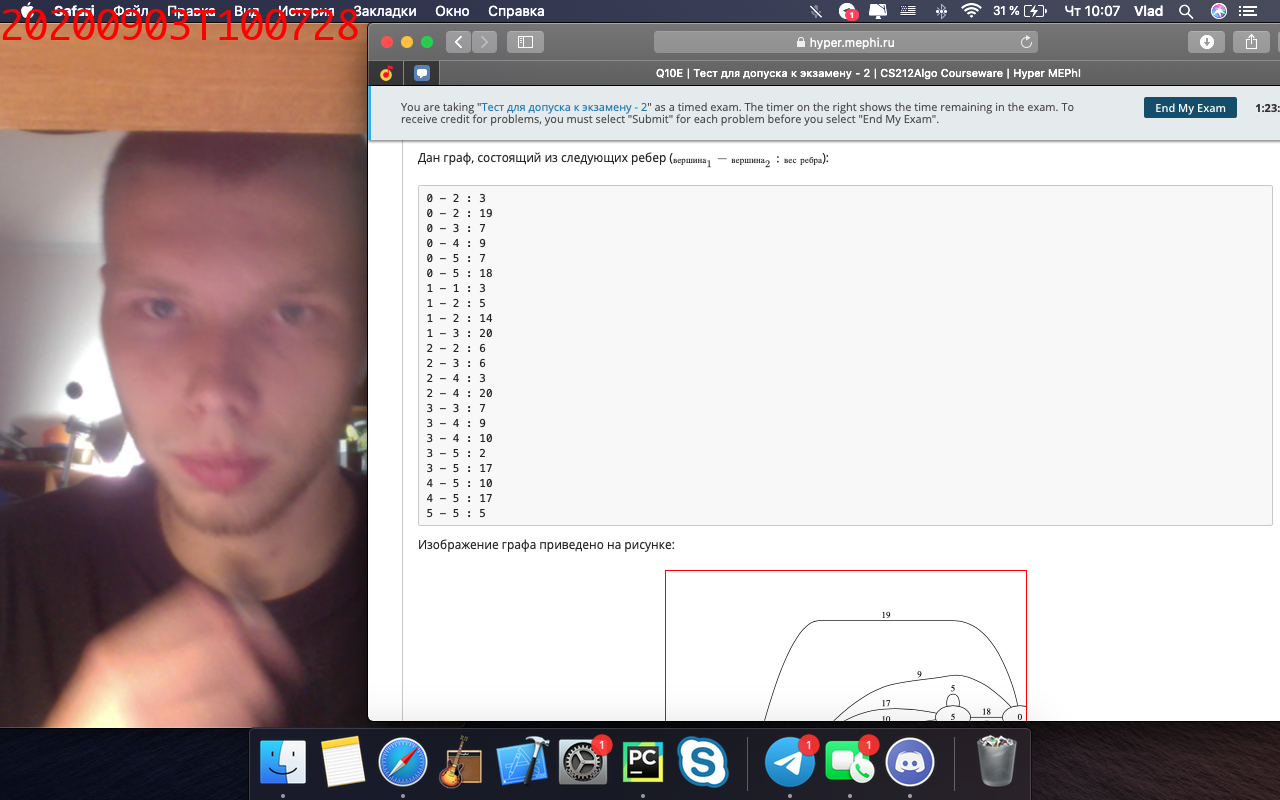 Safari Файл Правка Вид История Закладки Окно Справка 1 31 % Чт 10:07 Vlad
20200903T100728
hyper.mephi.ru
Q10E | Тест для допуска к экзамену - 2 | CS212Algo Courseware | Hyper MEPhI
You are taking "Тест для допуска к экзамену - 2" as a timed exam. The timer on the right shows the time remaining in the exam. To
receive credit for problems, you must select "Submit" for each problem before you select "End My Exam".
End My Exam
1:23:
Дан граф, состоящий из следующих ребер (вершина1 — вершина2 : вес ребра):
0 – 2 : 3
0 – 2 : 19
0 – 3 : 7
0 – 4 : 9
0 – 5 : 7
0 – 5 : 18
1 – 1 : 3
1 – 2 : 5
1 – 2 : 14
1 – 3 : 20
2 – 2 : 6
2 – 3 : 6
2 – 4 : 3
2 – 4 : 20
3 – 3 : 7
3 – 4 : 9
3 – 4 : 10
3 – 5 : 2
3 – 5 : 17
4 – 5 : 10
4 – 5 : 17
5 – 5 : 5
Изображение графа приведено на рисунке:
19
9
5
17
18
10
5
0
1
PC
1
1